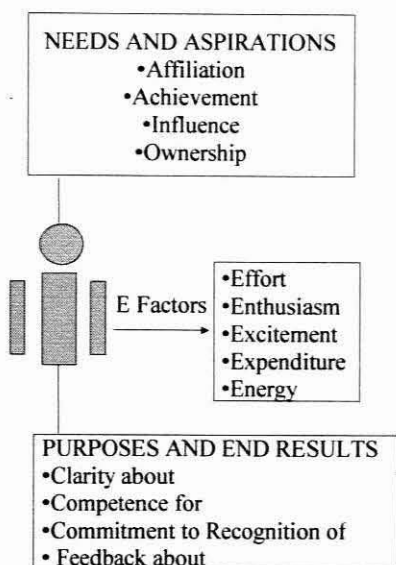 NEEDS AND ASPIRATIONS
•Affiliation
•Achievement
•Influence
•Ownership
E Factors
•Effort
•Enthusiasm
•Excitement
•Expenditure
•Energy
PURPOSES AND END RESULTS
•Clarity about
•Competence for
•Commitment to Recognition of
• Feedback about